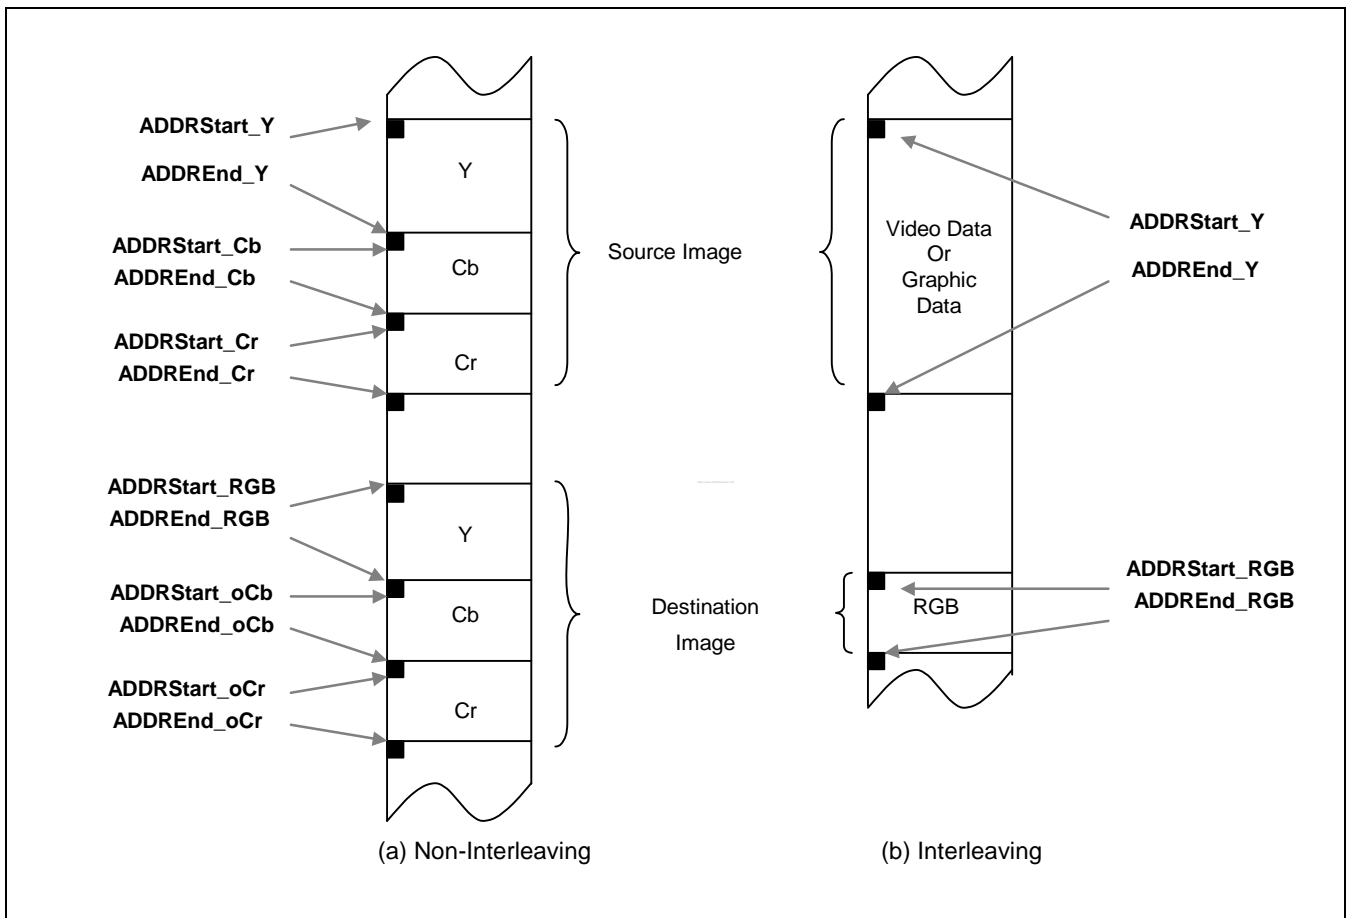 ADDRStart_Y
ADDREnd_Y
ADDRStart_Cb
ADDREnd_Cb
ADDRStart_Cr
ADDREnd_Cr
ADDRStart_RGB
ADDREnd_RGB
ADDRStart_oCb
ADDREnd_oCb
ADDRStart_oCr
ADDREnd_oCr
Y
Cb
Cr
Y
Cb
Cr
Source Image
Destination
Image
Video Data
Or
Graphic
Data
RGB
ADDRStart_Y
ADDREnd_Y
ADDRStart_RGB
ADDREnd_RGB
(a) Non-Interleaving
(b) Interleaving